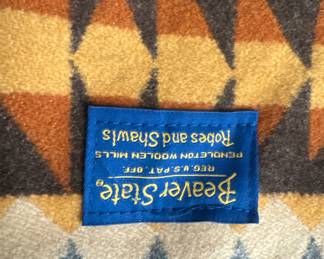 Beaver State®
REG. U.S. PAT. OFF.
PENDLETON WOOLEN MILLS
Robes and Shawls